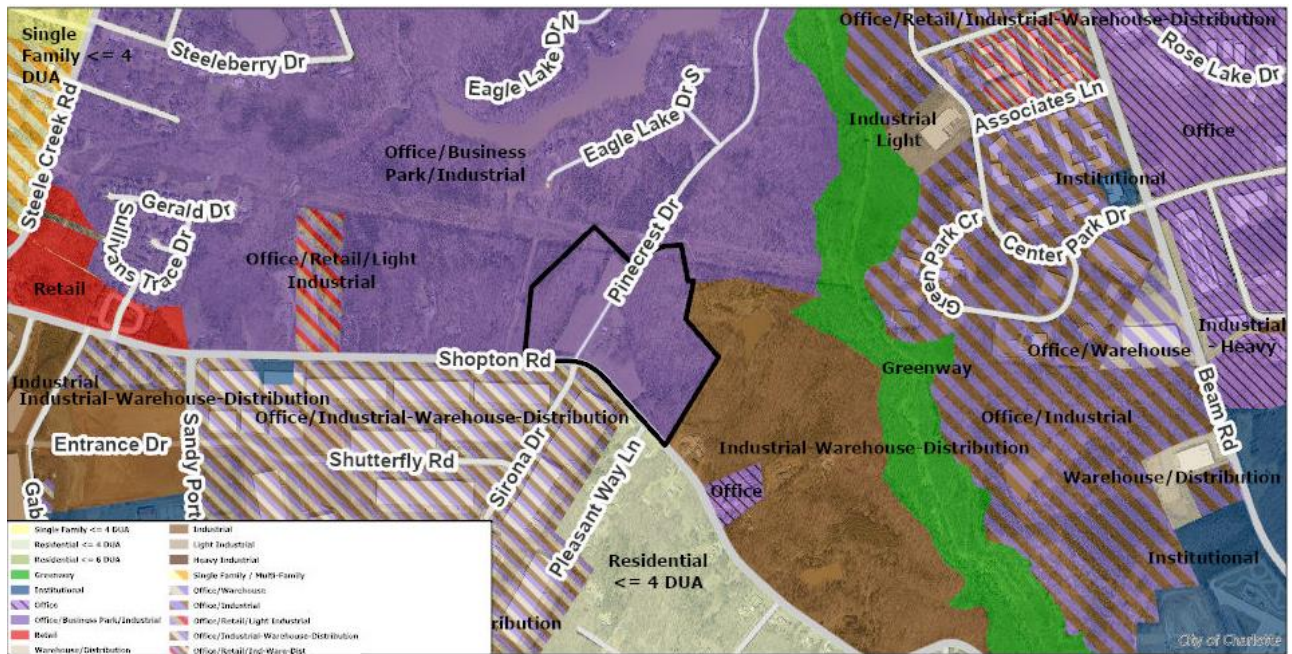 Office/Retail/Industrial-Warehouse-Distribution
Single
Family <= 4
DUA
Steeleberry Dr
Eagle Lake Dr N
Rose Lake Dr
Steele Creek Rd
Eagle Lake Dr S
Associates Ln
Industrial
- Light
Office
Office/Business
Park/Industrial
Institutional
Gerald Dr
Sullivans Trace Dr
Pinecrest Dr
Green Park Cr
Center Park Dr
Office/Retail/Light
Industrial
Retail
Industrial
- Heavy
Office/Warehouse
Shopton Rd
Greenway
Beam Rd
Industrial
Industrial-Warehouse-Distribution
Office/Industrial-Warehouse-Distribution
Office/Industrial
Entrance Dr
Sandy Port
Shutterfly Rd
Sirona Dr
Pleasant Way Ln
Industrial-Warehouse-Distribution
Warehouse/Distribution
Gab
Office
Residential
<= 4 DUA
Institutional
ribution
Single Family <= 4 DUA
Residential <= 4 DUA
Residential <= 6 DUA
Greenway
Institutional
Office
Office/Business Park/Industrial
Retail
Warehouse/Distribution
Industrial
Light Industrial
Heavy Industrial
Single Family / Multi-Family
Office/Warehouse
Office/Industrial
Office/Retail/Light Industrial
Office/Industrial-Warehouse-Distribution
Office/Retail/Ind-Ware-Dist
City of Charlotte